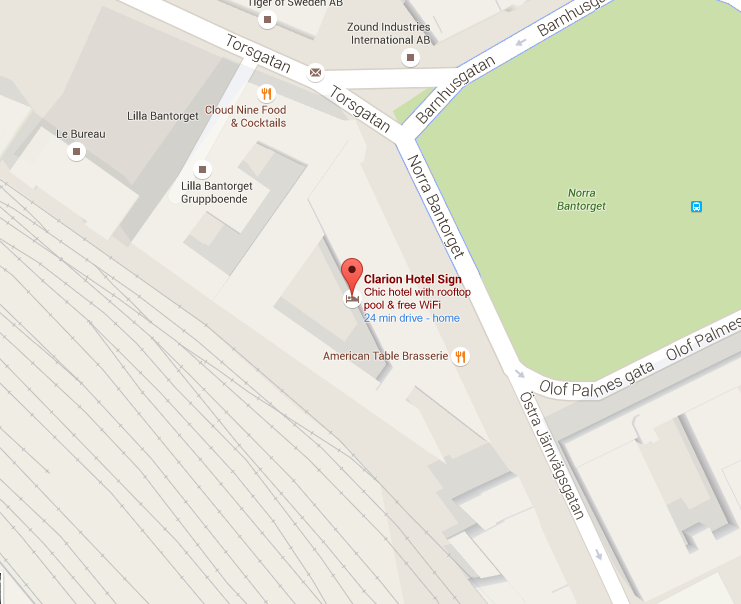 Tiger of Sweden AB
Zound Industries
International AB
Barnhusga
Torsgatan
Barnhusgatan
Torsgatan
Cloud Nine Food
& Cocktails
Lilla Bantorget
Le Bureau
Lilla Bantorget
Gruppboende
Norra Bantorget
Norra
Bantorget
Clarion Hotel Sign
Chic hotel with rooftop
pool & free WiFi
24 min drive - home
American Table Brasserie
Olof Palmes gata
Olof Palmes
Östra Järnvägsgatan